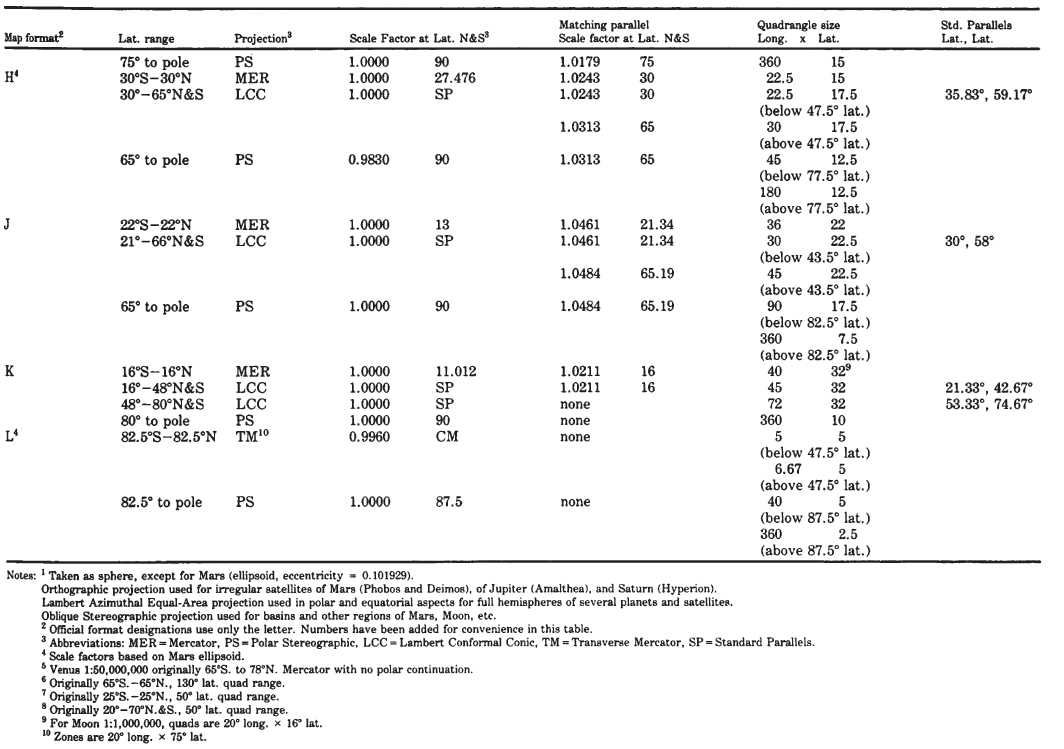 Matching parallel Quadrangle size Std. Parallels
Map format² Lat. range Projection³ Scale Factor at Lat. N&S³ Scale factor at Lat. N&S Long. x Lat. Lat., Lat.
75° to pole PS 1.0000 90 1.0179 75 360 15
H⁴ 30°S–30°N MER 1.0000 27.476 1.0243 30 22.5 15
30°–65°N&S LCC 1.0000 SP 1.0243 30 22.5 17.5 35.83°, 59.17°
(below 47.5° lat.)
1.0313 65 30 17.5
(above 47.5° lat.)
65° to pole PS 0.9830 90 1.0313 65 45 12.5
(below 77.5° lat.)
180 12.5
(above 77.5° lat.)
J 22°S–22°N MER 1.0000 13 1.0461 21.34 36 22
21°–66°N&S LCC 1.0000 SP 1.0461 21.34 30 22.5 30°, 58°
(below 43.5° lat.)
1.0484 65.19 45 22.5
(above 43.5° lat.)
65° to pole PS 1.0000 90 1.0484 65.19 90 17.5
(below 82.5° lat.)
360 7.5
(above 82.5° lat.)
K 16°S–16°N MER 1.0000 11.012 1.0211 16 40 32⁹
16°–48°N&S LCC 1.0000 SP 1.0211 16 45 32 21.33°, 42.67°
48°–80°N&S LCC 1.0000 SP none 72 32 53.33°, 74.67°
80° to pole PS 1.0000 90 none 360 10
L⁴ 82.5°S–82.5°N TM¹⁰ 0.9960 CM none 5 5
(below 47.5° lat.)
6.67 5
(above 47.5° lat.)
82.5° to pole PS 1.0000 87.5 none 40 5
(below 87.5° lat.)
360 2.5
(above 87.5° lat.)
Notes: ¹ Taken as sphere, except for Mars (ellipsoid, eccentricity = 0.101929).
Orthographic projection used for irregular satellites of Mars (Phobos and Deimos), of Jupiter (Amalthea), and Saturn (Hyperion).
Lambert Azimuthal Equal-Area projection used in polar and equatorial aspects for full hemispheres of several planets and satellites.
Oblique Stereographic projection used for basins and other regions of Mars, Moon, etc.
² Official format designations use only the letter. Numbers have been added for convenience in this table.
³ Abbreviations: MER = Mercator, PS = Polar Stereographic, LCC = Lambert Conformal Conic, TM = Transverse Mercator, SP = Standard Parallels.
⁴ Scale factors based on Mars ellipsoid.
⁵ Venus 1:50,000,000 originally 65°S. to 78°N. Mercator with no polar continuation.
⁶ Originally 65°S.–65°N., 130° lat. quad range.
⁷ Originally 25°S.–25°N., 50° lat. quad range.
⁸ Originally 20°–70°N.&S., 50° lat. quad range.
⁹ For Moon 1:1,000,000, quads are 20° long. × 16° lat.
¹⁰ Zones are 20° long. × 75° lat.